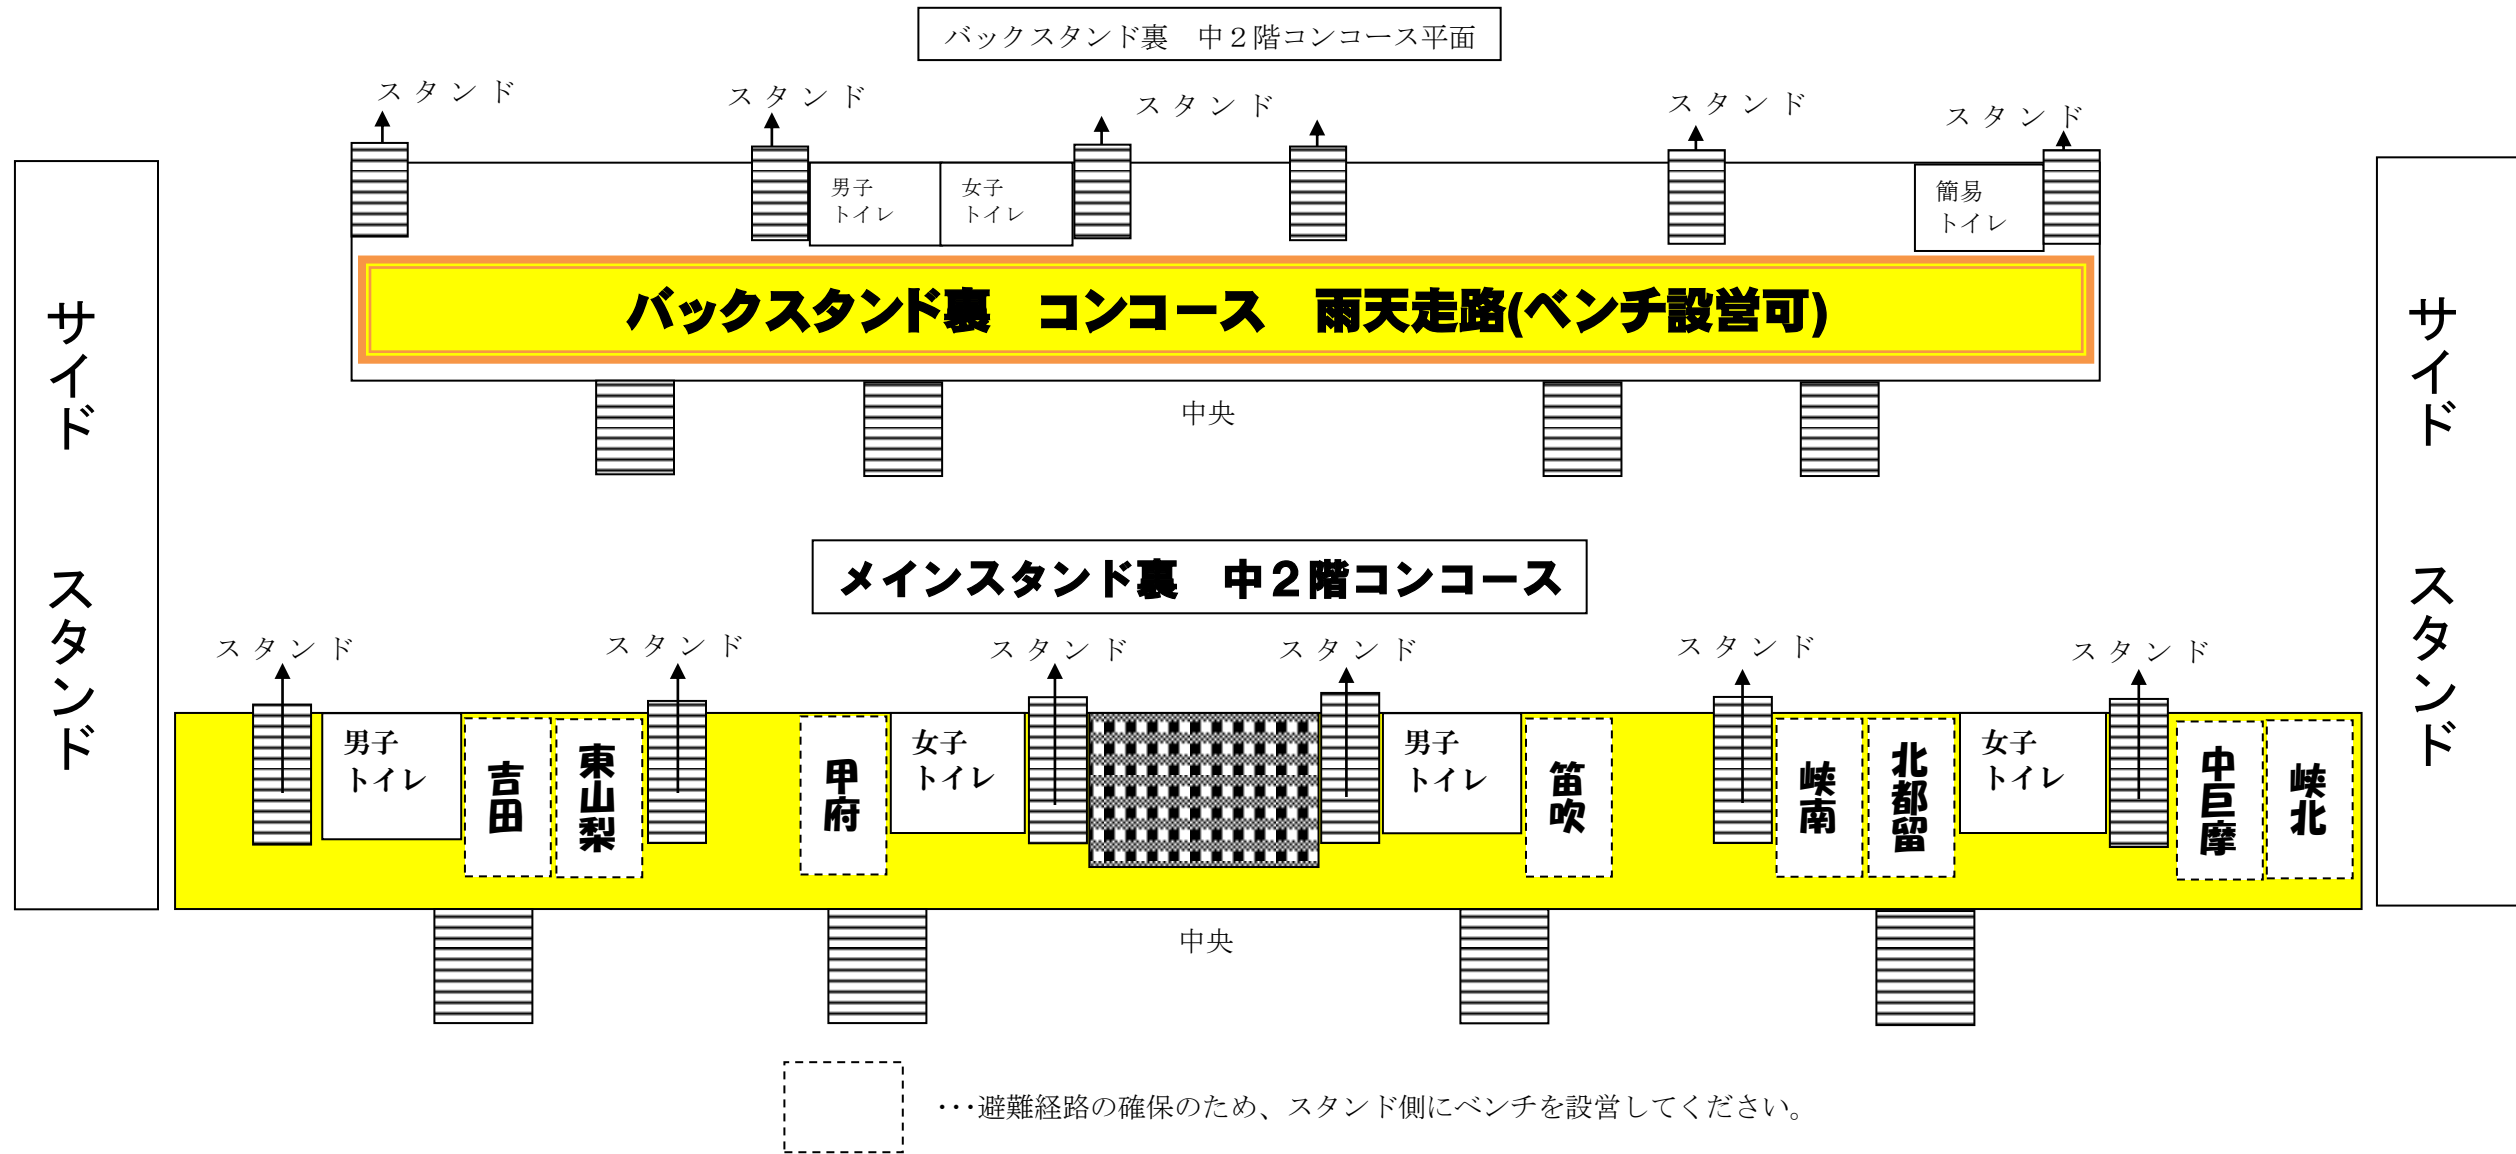 バックスタンド裏　中２階コンコース平面
スタンド
スタンド
スタンド
スタンド
スタンド
男子
トイレ
女子
トイレ
簡易
トイレ
バックスタンド裏　コンコース　雨天走路(ベンチ設営可)
中央
サイド　スタンド
サイド　スタンド
メインスタンド裏　中２階コンコース
スタンド
スタンド
スタンド
スタンド
スタンド
スタンド
男子
トイレ
吉田
東山梨
甲府
女子
トイレ
男子
トイレ
笛吹
峡南
北都留
女子
トイレ
中巨摩
峡北
中央
･･･避難経路の確保のため、スタンド側にベンチを設営してください。